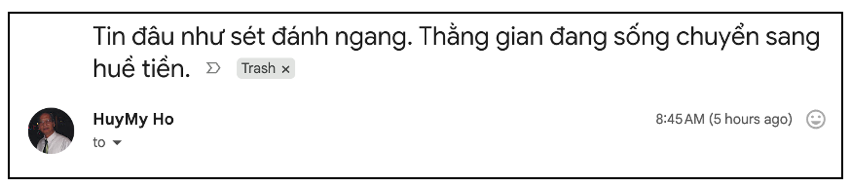 Tin đâu như sét đánh ngang. Thằng gian đang sống chuyển sang
huề tiền.
Trash ×
HuyMy Ho
8:45 AM (5 hours ago)
to